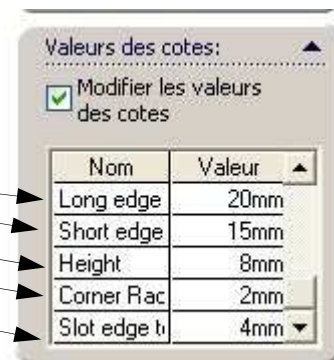 Valeurs des cotes:
Modifier les valeurs
des cotes
Nom Valeur
Long edge 20mm
Short edge 15mm
Height 8mm
Corner Rac 2mm
Slot edge t 4mm